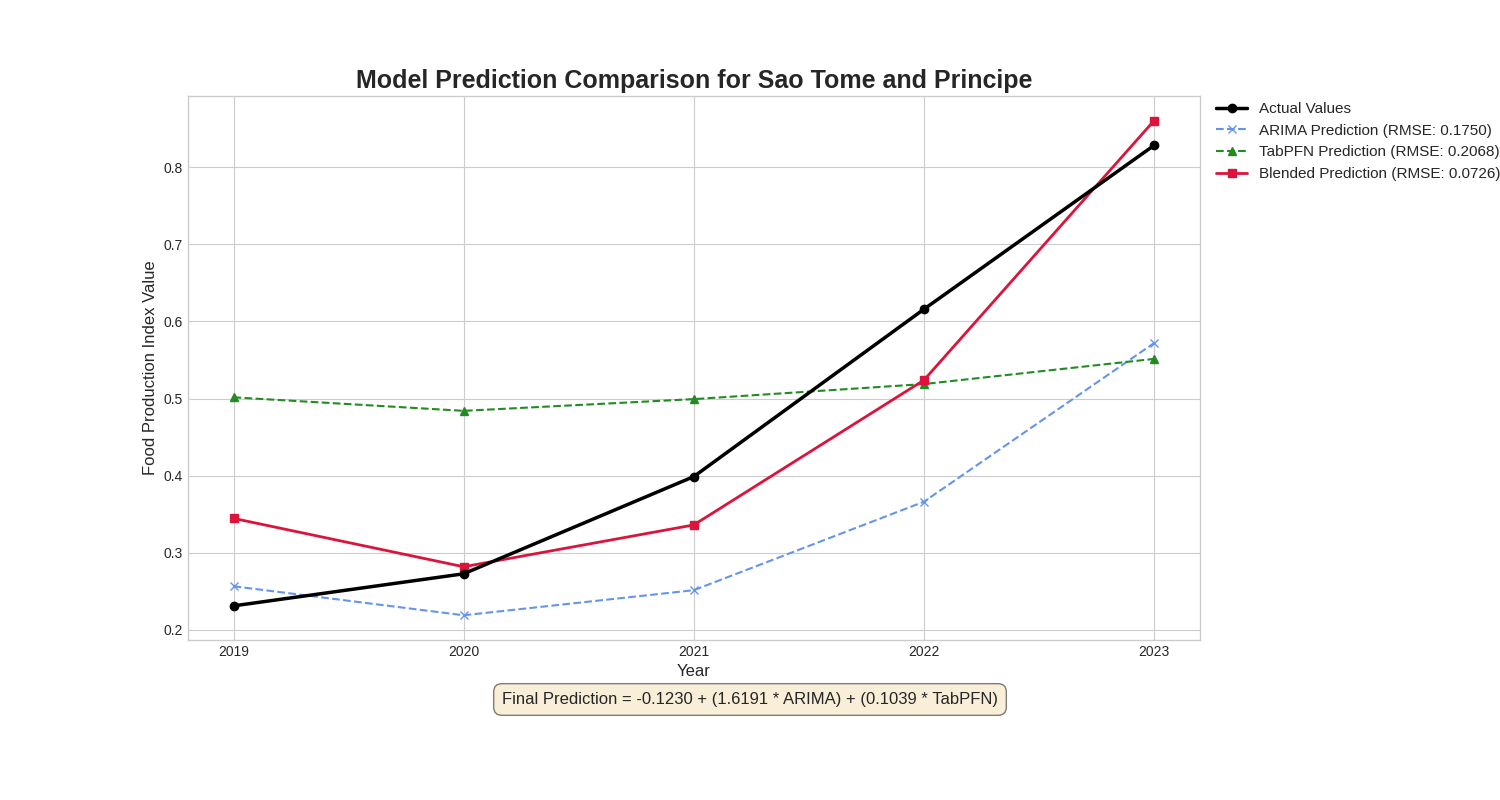 Model Prediction Comparison for Sao Tome and Principe
Actual Values
ARIMA Prediction (RMSE: 0.1750)
TabPFN Prediction (RMSE: 0.2068)
Blended Prediction (RMSE: 0.0726)
Food Production Index Value
0.8
0.7
0.6
0.5
0.4
0.3
0.2
2019 2020 2021 2022 2023
Year
Final Prediction = -0.1230 + (1.6191 * ARIMA) + (0.1039 * TabPFN)